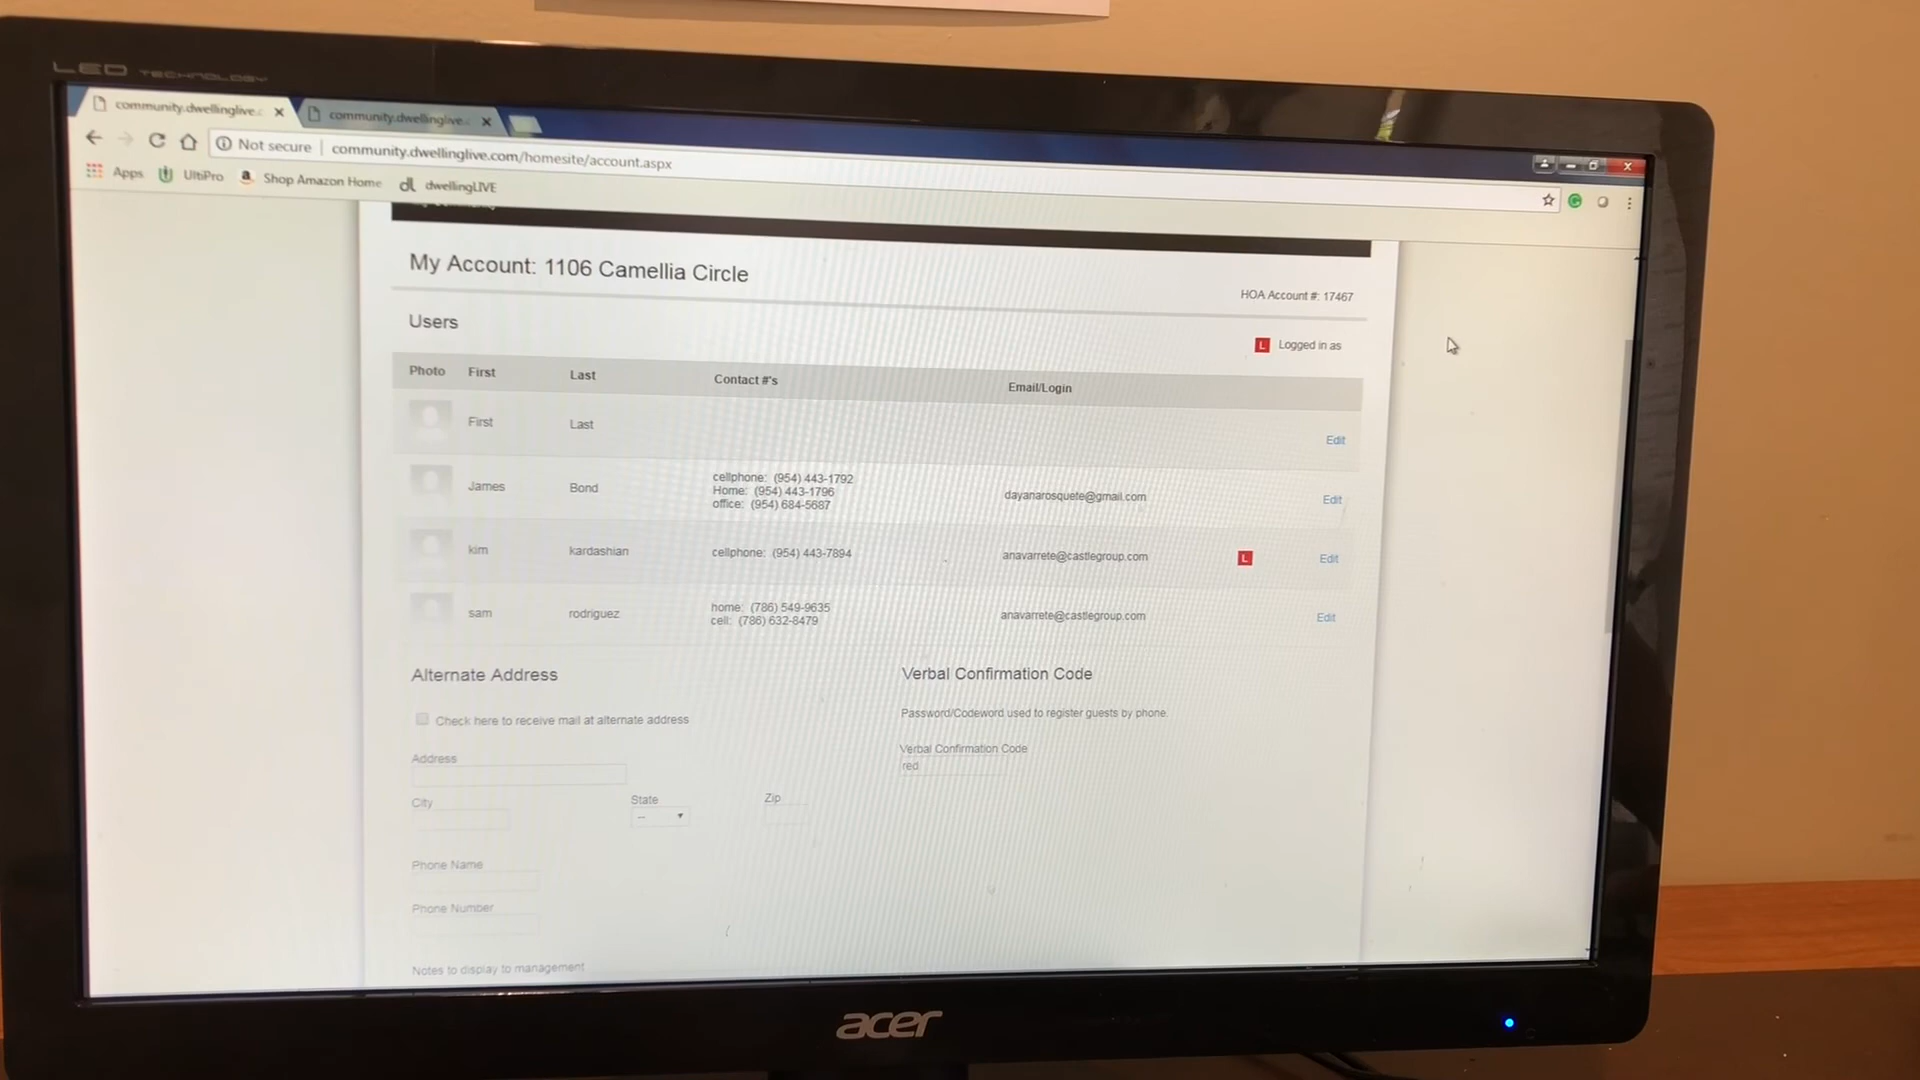 LED TECHNOLOGY
community.dwellinglive.c
community.dwellinglive.
Not secure | community.dwellinglive.com/homesite/account.aspx
Apps UltiPro Shop Amazon Home dwellingLIVE
My Account: 1106 Camellia Circle
HOA Account #: 17467
Users
L Logged in as
Photo First Last Contact #'s Email/Login
First Last Edit
James Bond cellphone: (954) 443-1792 dayanarosquete@gmail.com Edit
Home: (954) 443-1796
office: (954) 684-5687
kim kardashian cellphone: (954) 443-7894 anavarrete@castlegroup.com L Edit
sam rodriguez home: (786) 549-9635 anavarrete@castlegroup.com Edit
cell: (786) 632-8479
Alternate Address
Check here to receive mail at alternate address
Address
City State Zip
--
Phone Name
Phone Number
Notes to display to management
Verbal Confirmation Code
Password/Codeword used to register guests by phone.
Verbal Confirmation Code
red
acer